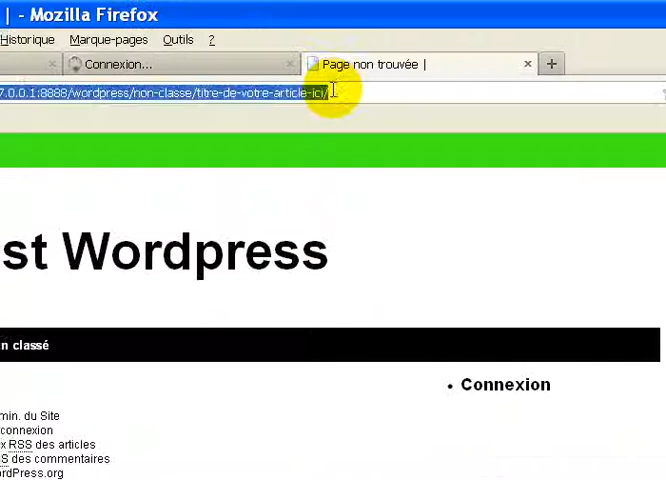 | - Mozilla Firefox
Historique Marque-pages Outils ?
Connexion... Page non trouvée |
7.0.0.1:8888/wordpress/non-classe/titre-de-votre-article-ici/
st Wordpress
n classé
• Connexion
min. du Site
connexion
x RSS des articles
S des commentaires
rdPress.org